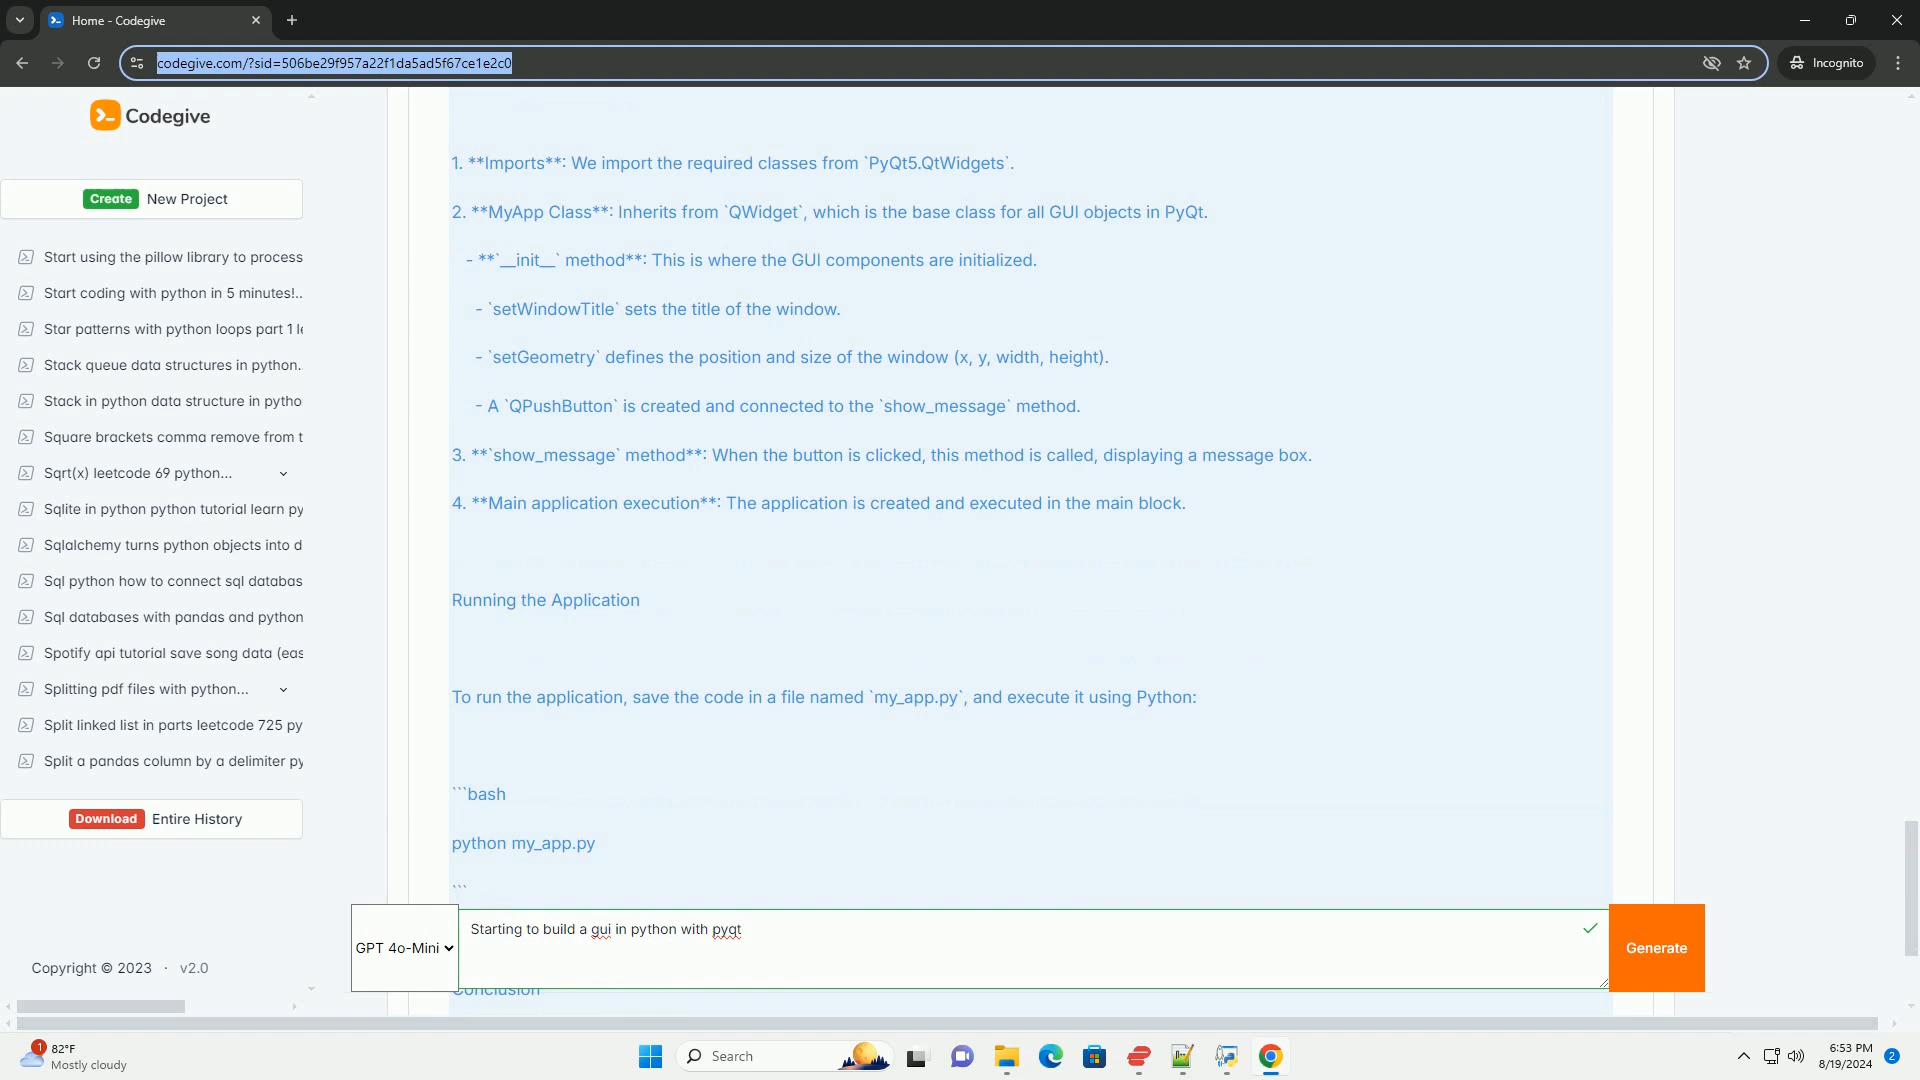 Home - Codegive
codegive.com/?sid=506be29f957a22f1da5ad5f67ce1e2c0
Incognito
Codegive
Create New Project
Start using the pillow library to process
Start coding with python in 5 minutes!..
Star patterns with python loops part 1 le
Stack queue data structures in python.
Stack in python data structure in pytho
Square brackets comma remove from t
Sqrt(x) leetcode 69 python...
Sqlite in python python tutorial learn py
Sqlalchemy turns python objects into d
Sql python how to connect sql databas
Sql databases with pandas and python
Spotify api tutorial save song data (eas
Splitting pdf files with python...
Split linked list in parts leetcode 725 py
Split a pandas column by a delimiter py
Download Entire History
Copyright © 2023 · v2.0
1. **Imports**: We import the required classes from `PyQt5.QtWidgets`.
2. **MyApp Class**: Inherits from `QWidget`, which is the base class for all GUI objects in PyQt.
- **`__init__` method**: This is where the GUI components are initialized.
- `setWindowTitle` sets the title of the window.
- `setGeometry` defines the position and size of the window (x, y, width, height).
- A `QPushButton` is created and connected to the `show_message` method.
3. **`show_message` method**: When the button is clicked, this method is called, displaying a message box.
4. **Main application execution**: The application is created and executed in the main block.
Running the Application
To run the application, save the code in a file named `my_app.py`, and execute it using Python:
```bash
python my_app.py
```
GPT 4o-Mini
Starting to build a gui in python with pyqt
Generate
Conclusion
1
82°F
Mostly cloudy
Search
6:53 PM
8/19/2024
2